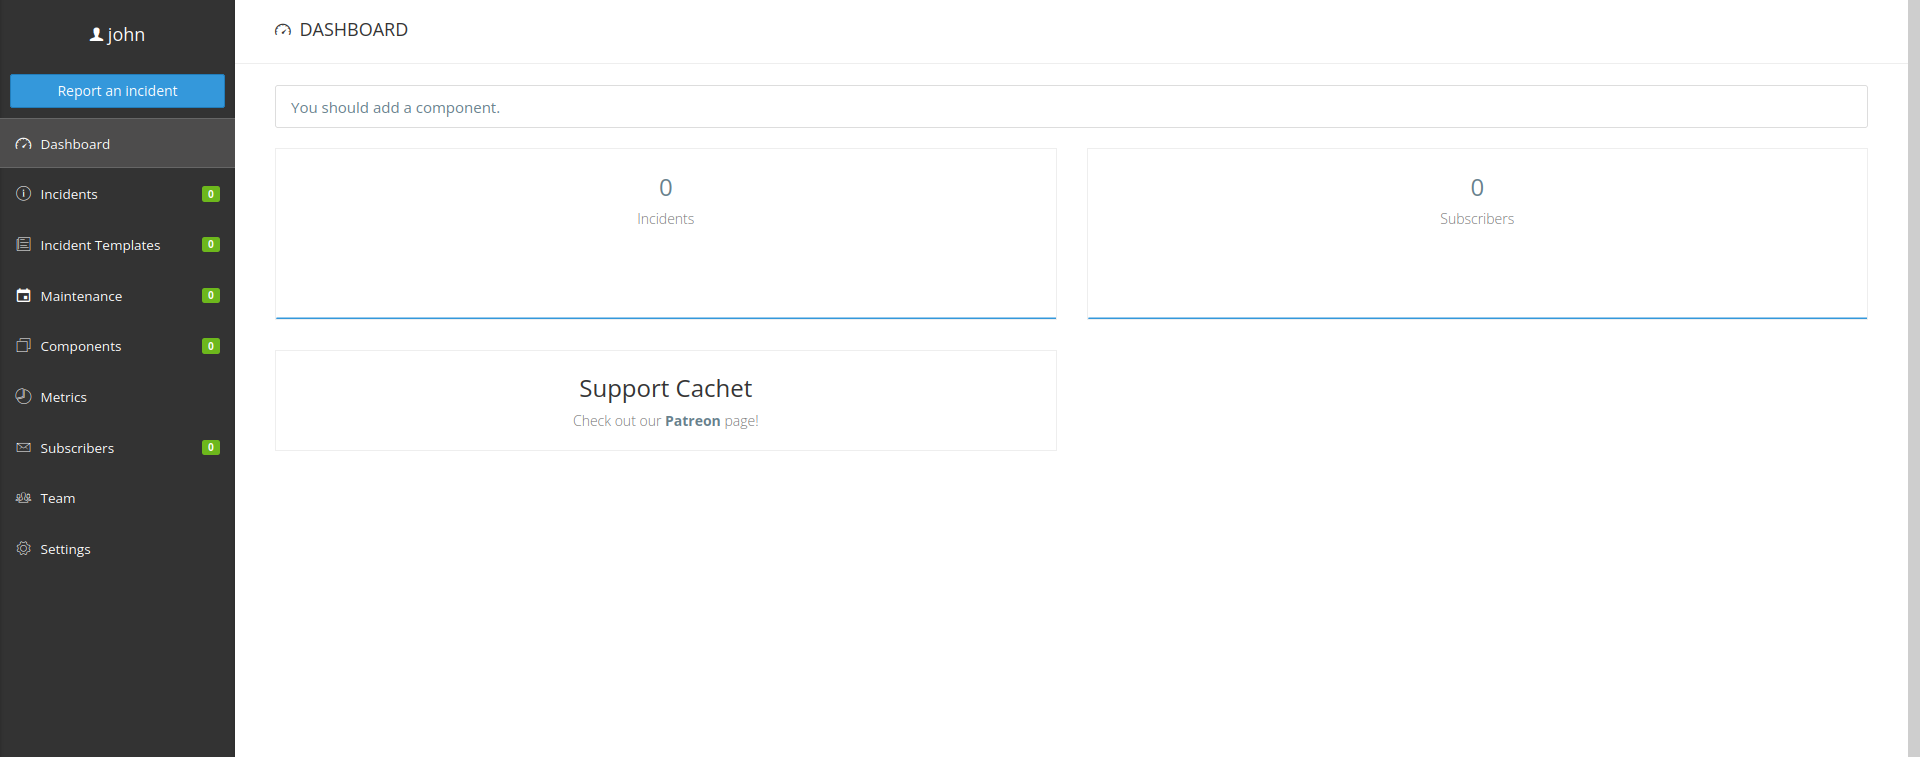 john
Report an incident
Dashboard
Incidents 0
Incident Templates 0
Maintenance 0
Components 0
Metrics
Subscribers 0
Team
Settings
DASHBOARD
You should add a component.
0
Incidents
0
Subscribers
Support Cachet
Check out our Patreon page!